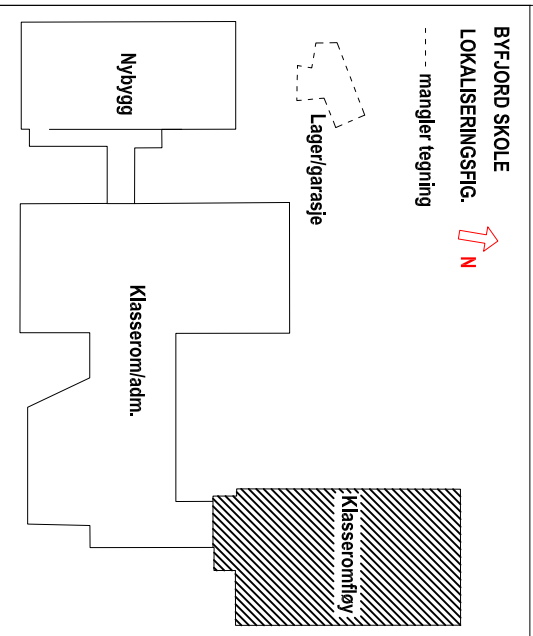 BYFJORD SKOLE
LOKALISERINGSFIG.
N
---- mangler tegning
Lager/garasje
Nybygg
Klasserom/adm.
Klasseromfløy